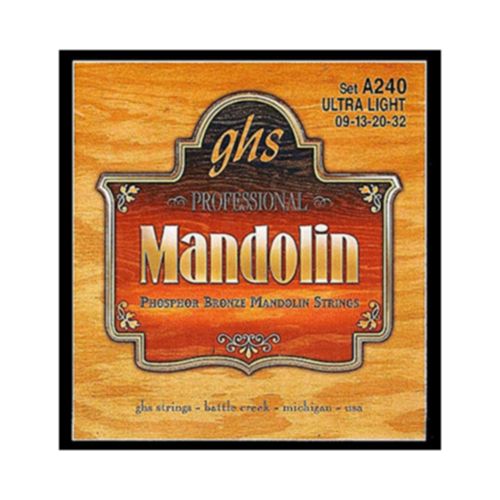 Set A240
ULTRA LIGHT
09-13-20-32
ghs
PROFESSIONAL
Mandolin
PHOSPHOR BRONZE MANDOLIN STRINGS
ghs strings - battle creek - michigan - usa